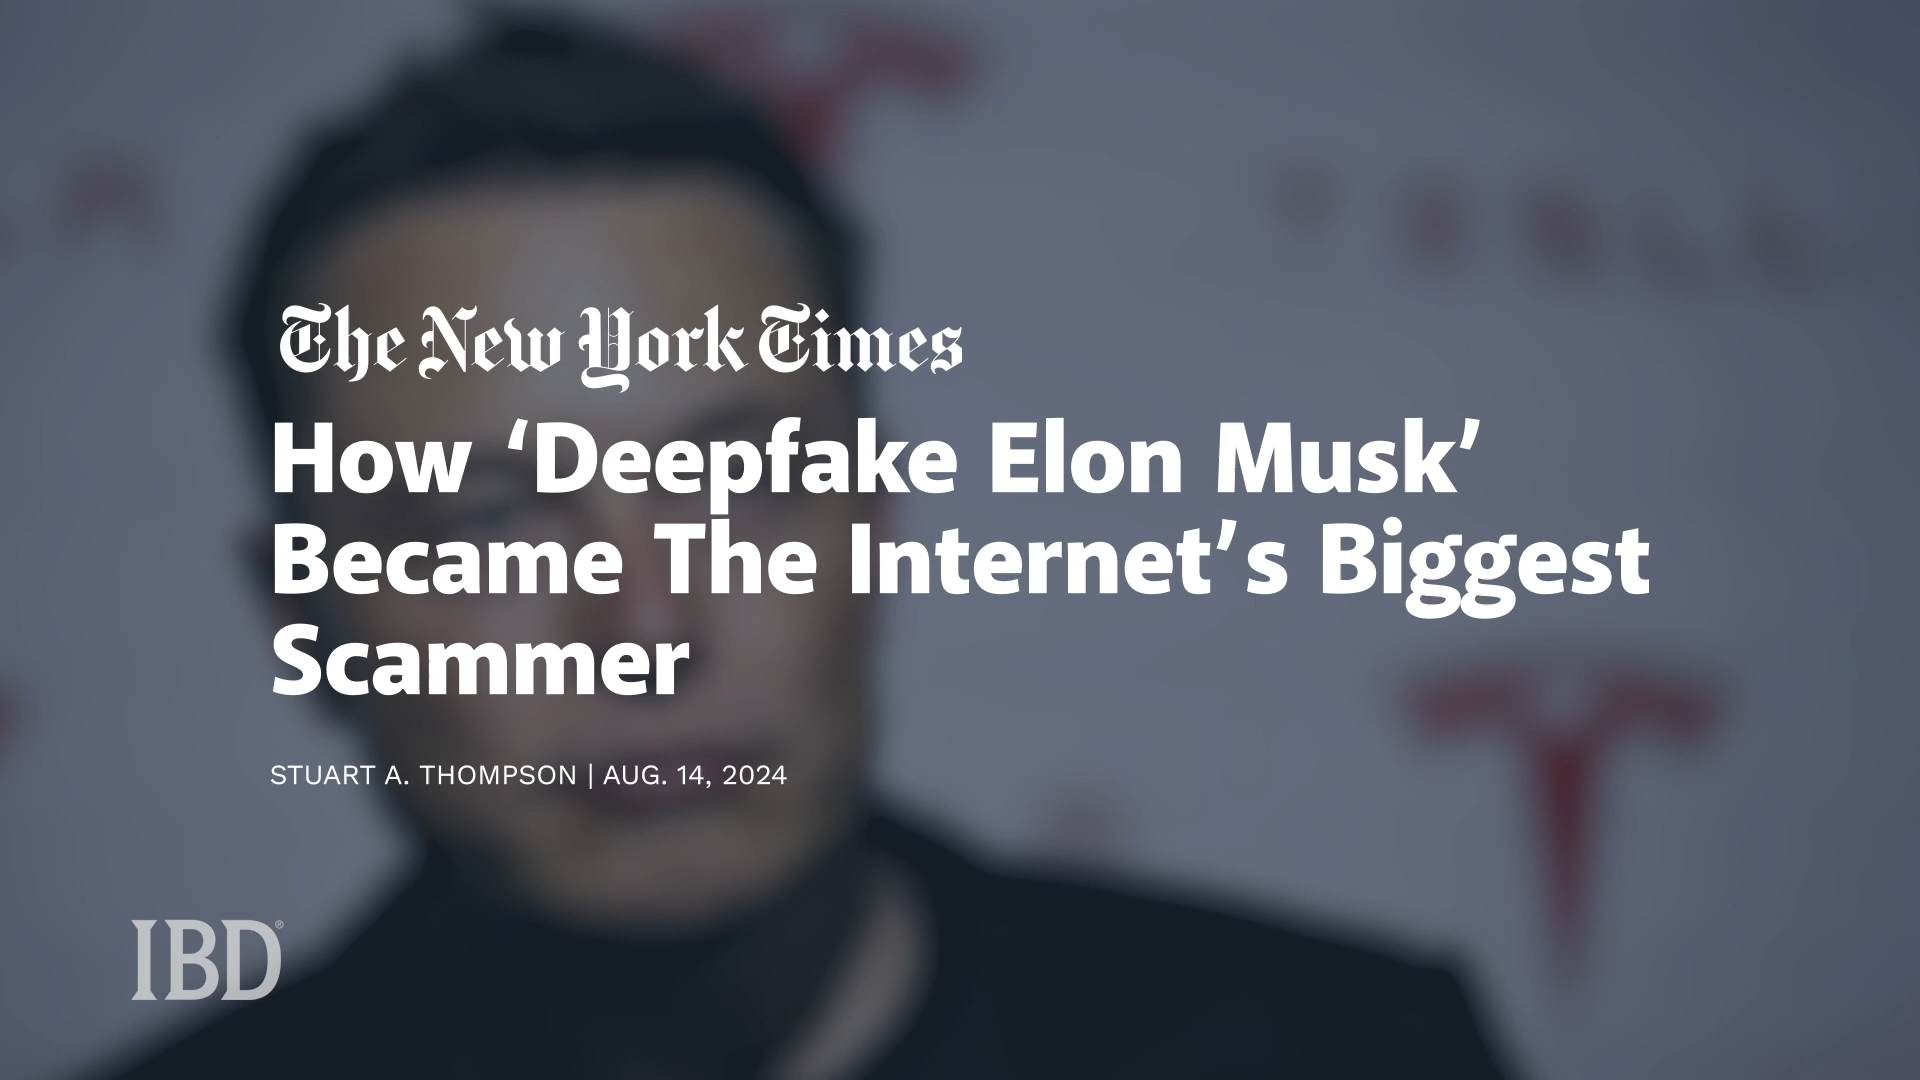 The New York Times
How ‘Deepfake Elon Musk’
Became The Internet’s Biggest
Scammer
STUART A. THOMPSON | AUG. 14, 2024
IBD®
TESLA